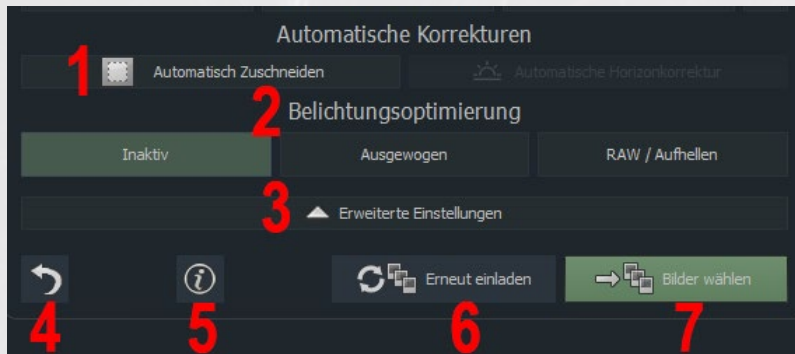 Automatische Korrekturen
1 Automatisch Zuschneiden Automatische Horizonkorrektur
2
Belichtungsoptimierung
Inaktiv Ausgewogen RAW / Aufhellen
3 Erweiterte Einstellungen
i Erneut einladen Bilder wählen
4 5 6 7